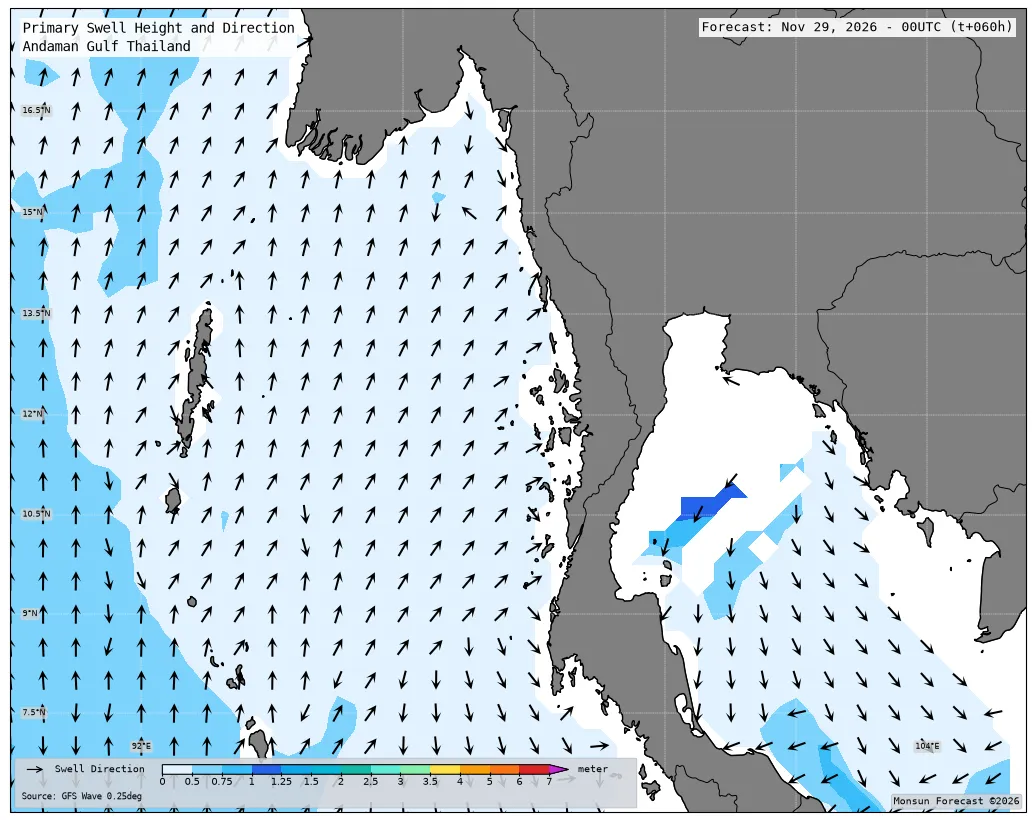 Primary Swell Height and Direction
Andaman Gulf Thailand
Forecast: Nov 29, 2026 - 00UTC (t+060h)
16.5°N
15°N
13.5°N
12°N
10.5°N
9°N
7.5°N
92°E
104°E
Swell Direction
0 0.5 0.75 1 1.25 1.5 2 2.5 3 3.5 4 5 6 7
meter
Source: GFS Wave 0.25deg
Monsun Forecast ©2026